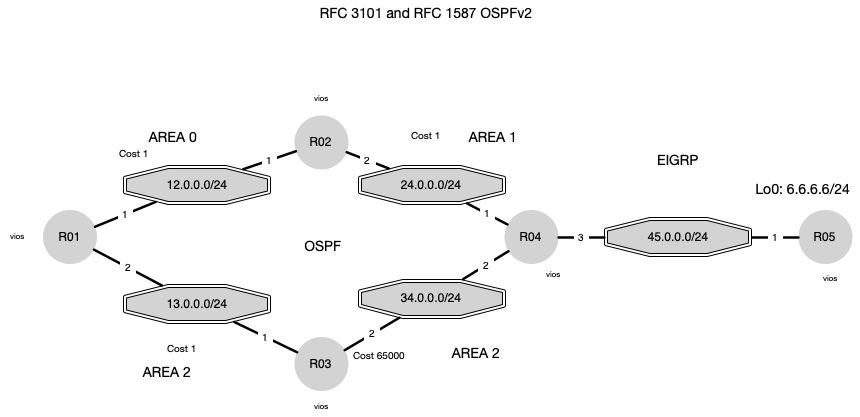 RFC 3101 and RFC 1587 OSPFv2
vios
AREA 0
R02
Cost 1
AREA 1
Cost 1
1
2
EIGRP
12.0.0.0/24
24.0.0.0/24
Lo0: 6.6.6.6/24
1
1
vios
R01
OSPF
R04
3
45.0.0.0/24
1
R05
2
2
vios
vios
13.0.0.0/24
34.0.0.0/24
1
2
Cost 1
R03
Cost 65000
AREA 2
AREA 2
vios